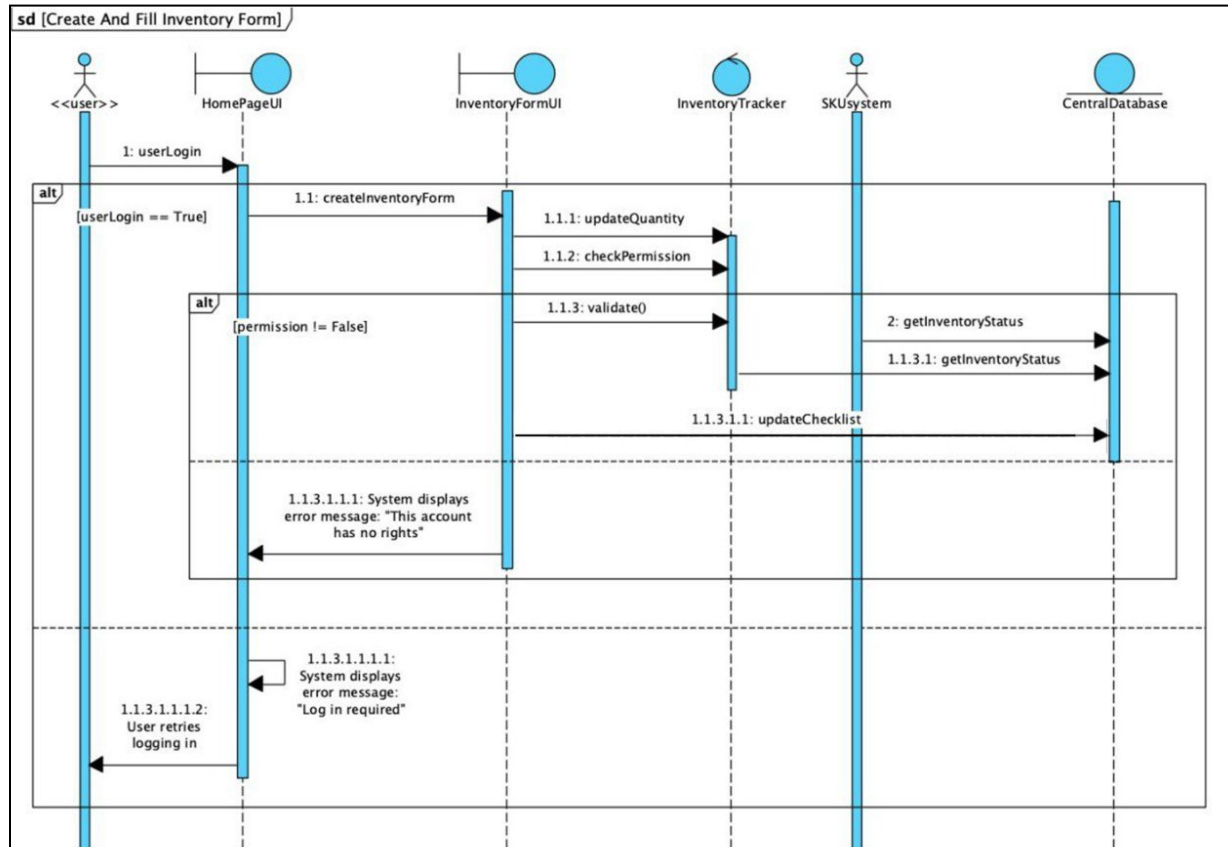 sd [Create And Fill Inventory Form]
<<user>>
HomePageUI
InventoryFormUI
InventoryTracker
SKUsystem
CentralDatabase
1: userLogin
alt
[userLogin == True]
1.1: createInventoryForm
1.1.1: updateQuantity
1.1.2: checkPermission
alt
[permission != False]
1.1.3: validate()
2: getInventoryStatus
1.1.3.1: getInventoryStatus
1.1.3.1.1: updateChecklist
1.1.3.1.1.1: System displays
error message: "This account
has no rights"
1.1.3.1.1.1.1:
System displays
error message:
"Log in required"
1.1.3.1.1.1.2:
User retries
logging in